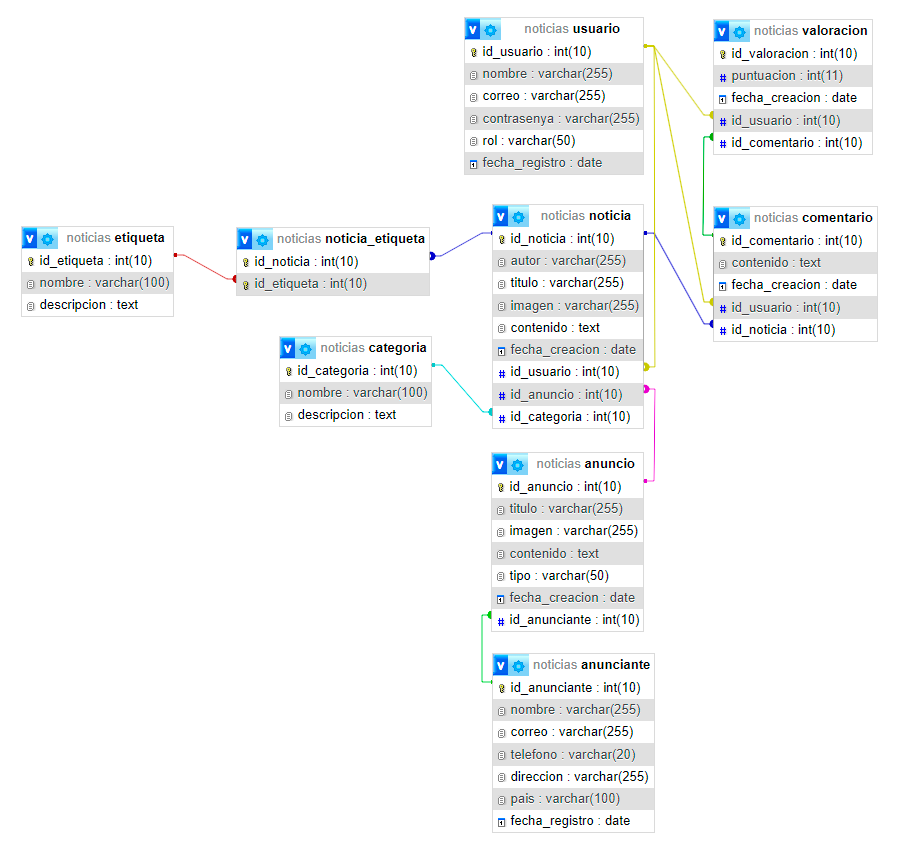 noticias usuario
id_usuario : int(10)
nombre : varchar(255)
correo : varchar(255)
contrasenya : varchar(255)
rol : varchar(50)
fecha_registro : date
noticias valoracion
id_valoracion : int(10)
puntuacion : int(11)
fecha_creacion : date
id_usuario : int(10)
id_comentario : int(10)
noticias etiqueta
id_etiqueta : int(10)
nombre : varchar(100)
descripcion : text
noticias noticia_etiqueta
id_noticia : int(10)
id_etiqueta : int(10)
noticias noticia
id_noticia : int(10)
autor : varchar(255)
titulo : varchar(255)
imagen : varchar(255)
contenido : text
fecha_creacion : date
id_usuario : int(10)
id_anuncio : int(10)
id_categoria : int(10)
noticias comentario
id_comentario : int(10)
contenido : text
fecha_creacion : date
id_usuario : int(10)
id_noticia : int(10)
noticias categoria
id_categoria : int(10)
nombre : varchar(100)
descripcion : text
noticias anuncio
id_anuncio : int(10)
titulo : varchar(255)
imagen : varchar(255)
contenido : text
tipo : varchar(50)
fecha_creacion : date
id_anunciante : int(10)
noticias anunciante
id_anunciante : int(10)
nombre : varchar(255)
correo : varchar(255)
telefono : varchar(20)
direccion : varchar(255)
pais : varchar(100)
fecha_registro : date